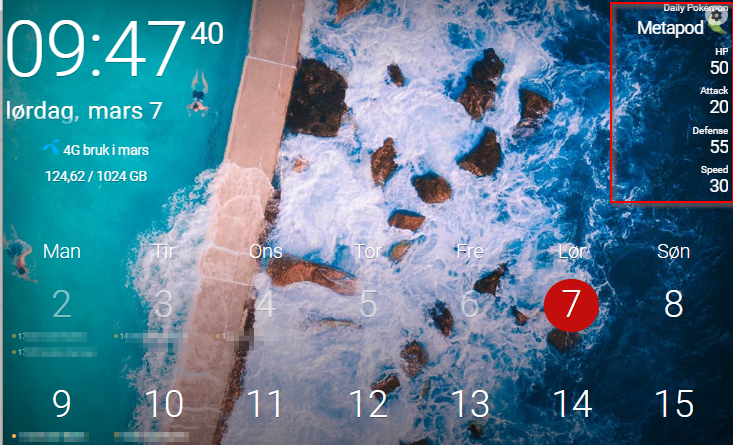 09:47 40
lørdag, mars 7
4G bruk i mars
124,62 / 1024 GB
Daily Pokémon
Metapod
HP
50
Attack
20
Defense
55
Speed
30
Man Tir Ons Tor Fre Lør Søn
2 3 4 5 6 7 8
9 10 11 12 13 14 15